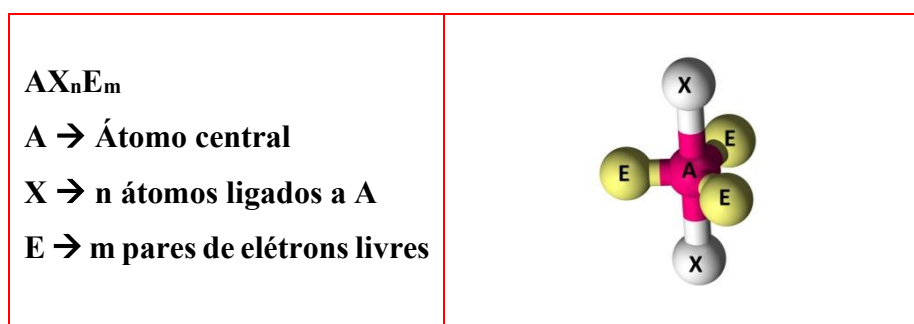 AXₙEₘ
A → Átomo central
X → n átomos ligados a A
E → m pares de elétrons livres
X
E
E
A
E
X